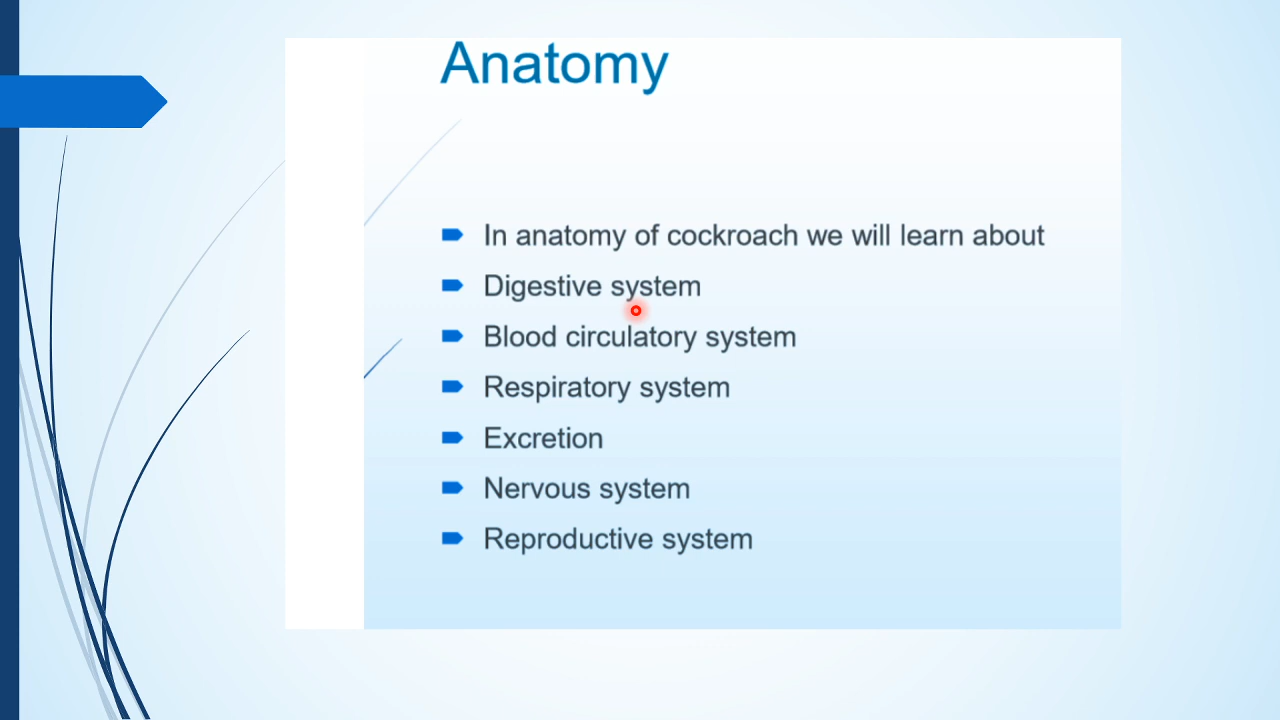 Anatomy
In anatomy of cockroach we will learn about
Digestive system
Blood circulatory system
Respiratory system
Excretion
Nervous system
Reproductive system